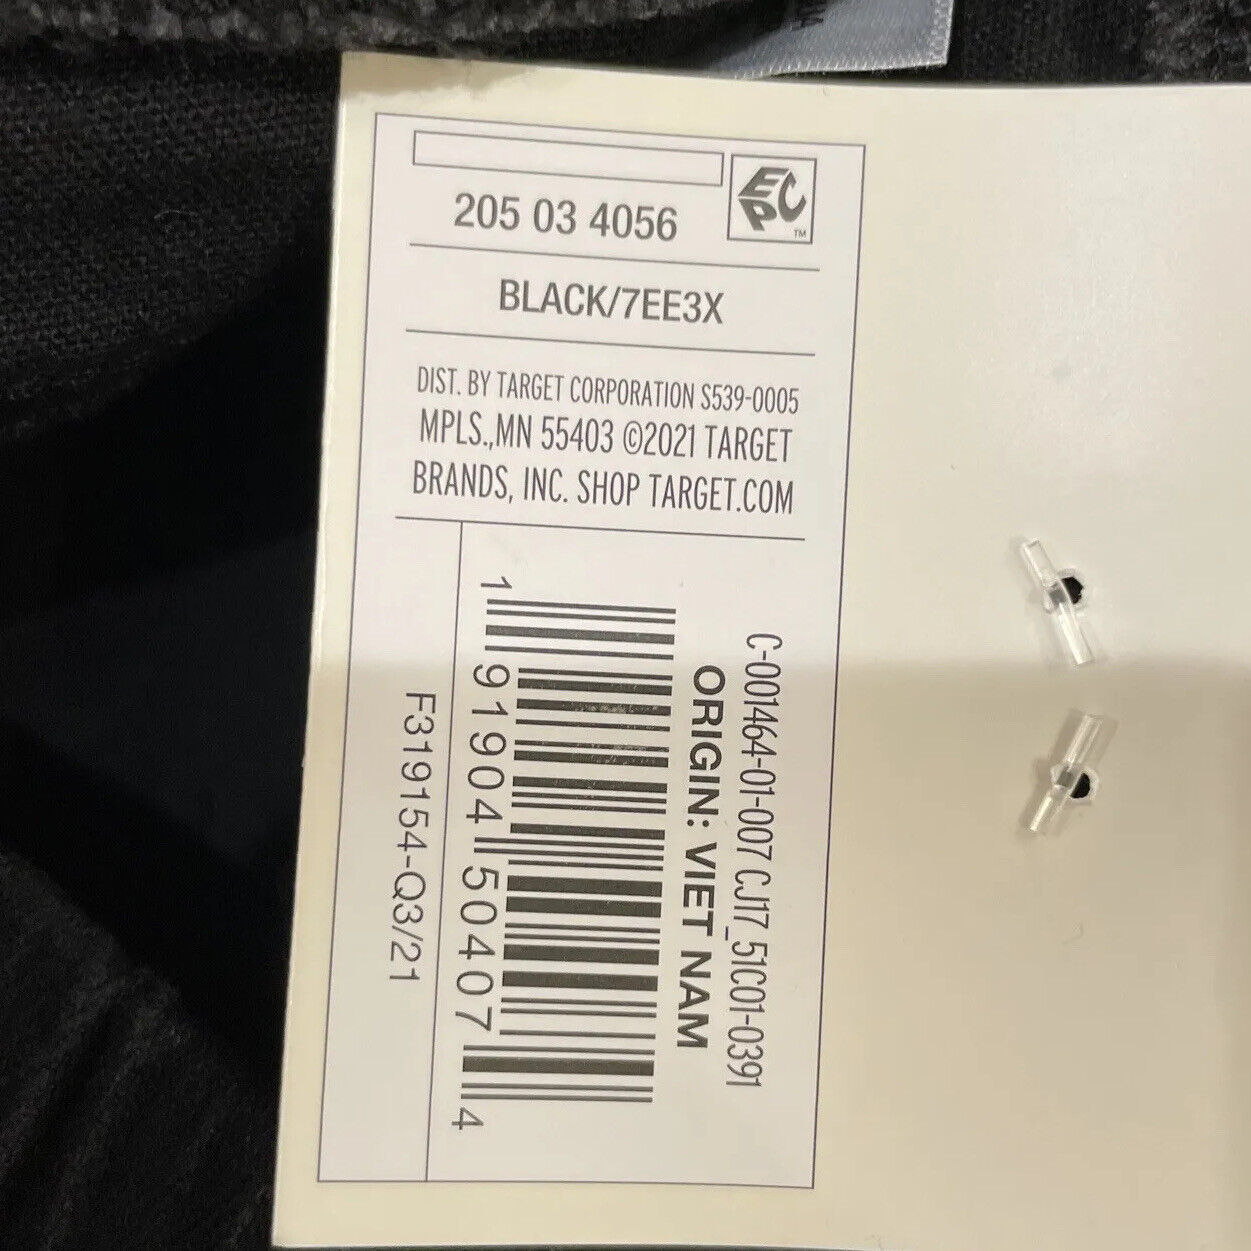 EPC
TM
205 03 4056
BLACK/7EE3X
DIST. BY TARGET CORPORATION S539-0005
MPLS.,MN 55403 ©2021 TARGET
BRANDS, INC. SHOP TARGET.COM
C-001464-01-007 CJ17_51C01-0391
ORIGIN: VIET NAM
1 91904 50407 4
F319154-Q3/21